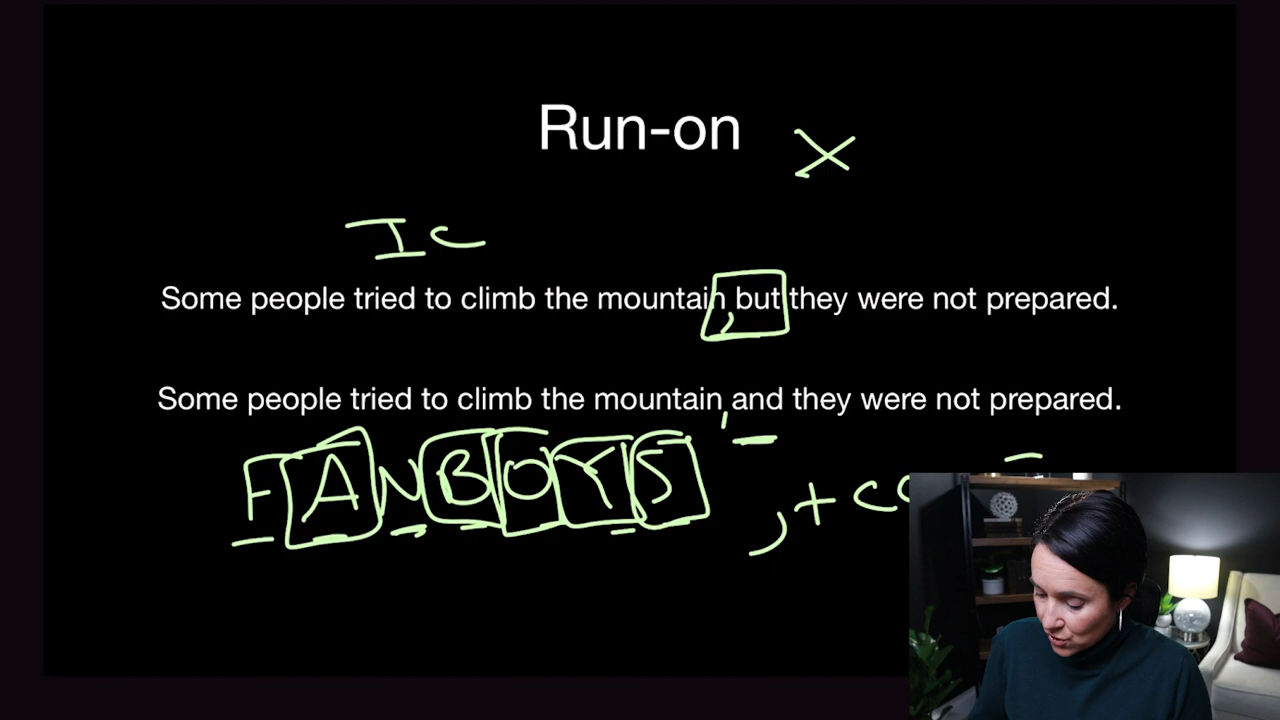 Run-on X
IC
Some people tried to climb the mountain, but they were not prepared.
Some people tried to climb the mountain, and they were not prepared.
FANBOYS
, + CC